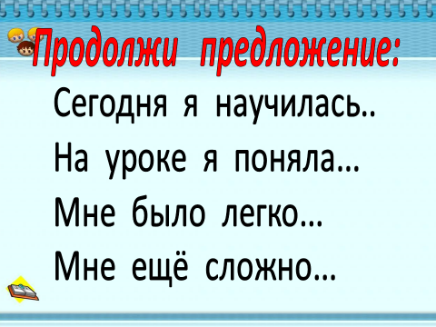 Продолжи предложение:
Сегодня я научилась..
На уроке я поняла...
Мне было легко...
Мне ещё сложно...